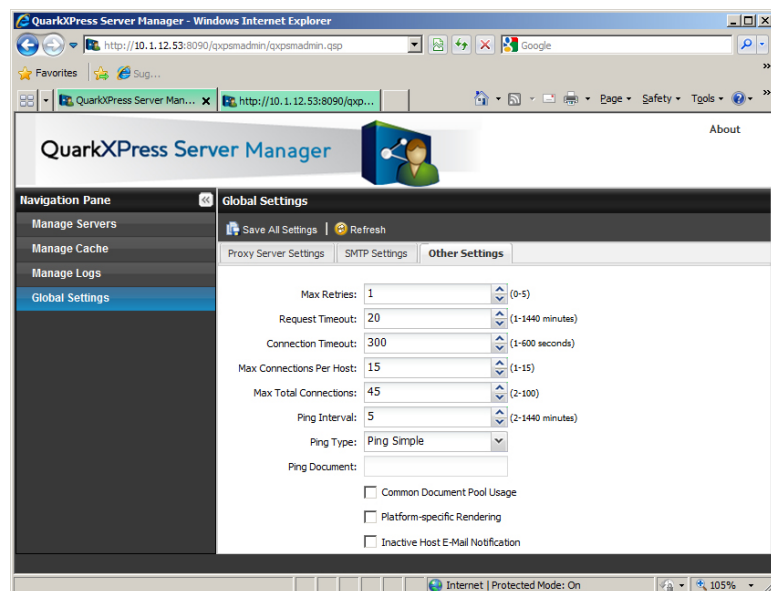 QuarkXPress Server Manager - Windows Internet Explorer
http://10.1.12.53:8090/qxpsmadmin/qxpsmadmin.qsp
Google
Favorites
Sug...
QuarkXPress Server Man...
http://10.1.12.53:8090/qxp...
Page
Safety
Tools
QuarkXPress Server Manager
About
Navigation Pane
Global Settings
Manage Servers
Manage Cache
Manage Logs
Global Settings
Save All Settings
Refresh
Proxy Server Settings
SMTP Settings
Other Settings
Max Retries: 1 (0-5)
Request Timeout: 20 (1-1440 minutes)
Connection Timeout: 300 (1-600 seconds)
Max Connections Per Host: 15 (1-15)
Max Total Connections: 45 (2-100)
Ping Interval: 5 (2-1440 minutes)
Ping Type: Ping Simple
Ping Document:
Common Document Pool Usage
Platform-specific Rendering
Inactive Host E-Mail Notification
Internet | Protected Mode: On
105%